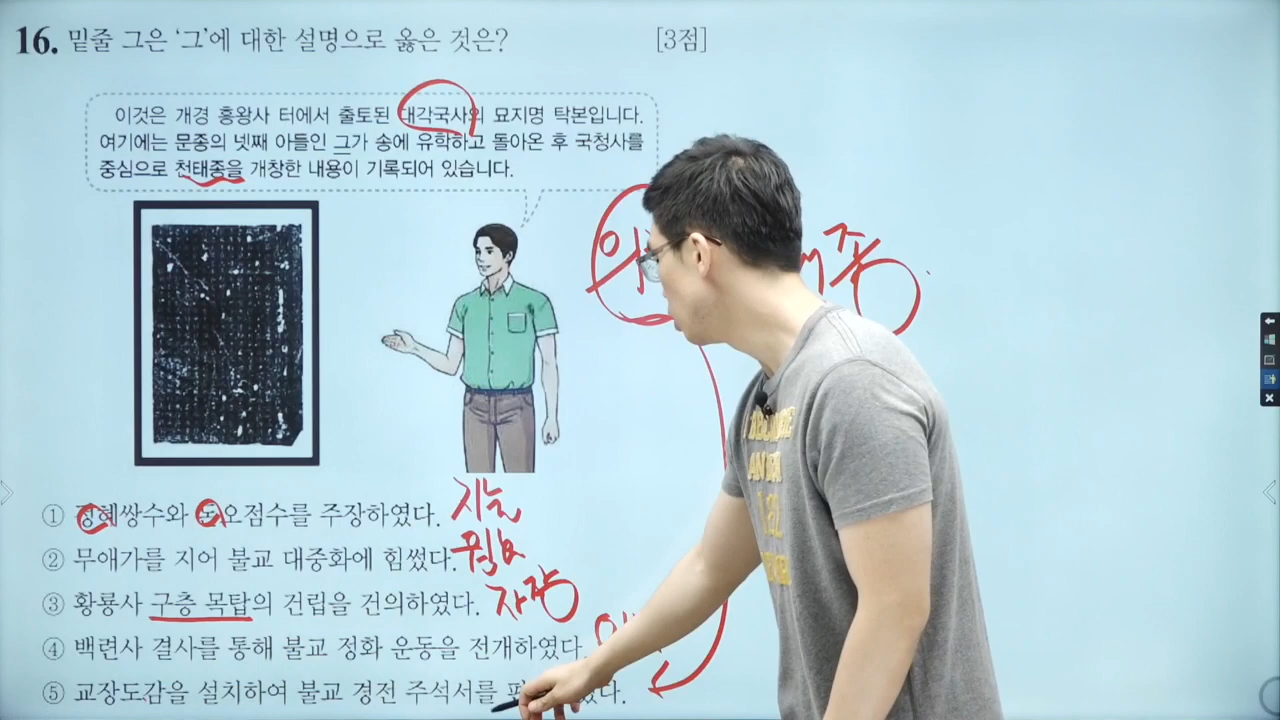 16. 밑줄 그은 '그'에 대한 설명으로 옳은 것은? [3점]
이것은 개경 흥왕사 터에서 출토된 대각국사의 묘지명 탁본입니다.
여기에는 문종의 넷째 아들인 그가 송에 유학하고 돌아온 후 국청사를
중심으로 천태종을 개창한 내용이 기록되어 있습니다.
① 정혜쌍수와 돈오점수를 주장하였다. 지눌
② 무애가를 지어 불교 대중화에 힘썼다. 원효
③ 황룡사 구층 목탑의 건립을 건의하였다. 자장
④ 백련사 결사를 통해 불교 정화 운동을 전개하였다.
⑤ 교장도감을 설치하여 불교 경전 주석서를